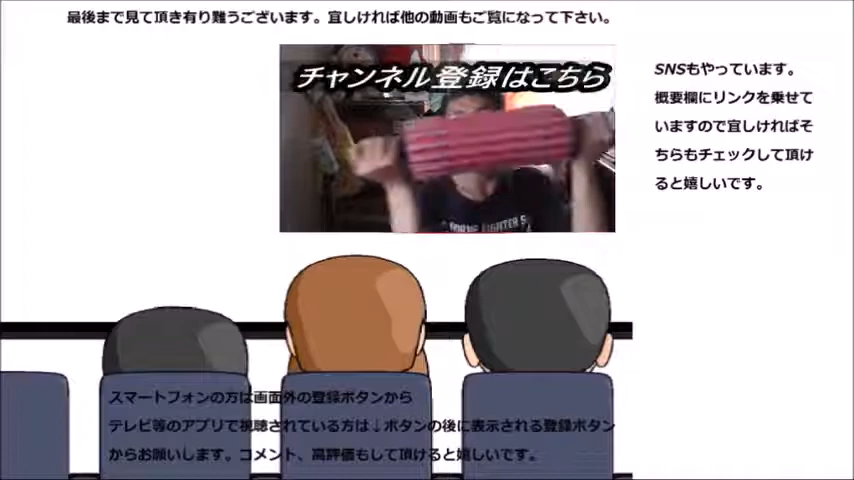 最後まで見て頂き有り難うございます。宜しければ他の動画もご覧になって下さい。
チャンネル登録はこちら
SNSもやっています。
概要欄にリンクを乗せて
いますので宜しければそ
ちらもチェックして頂け
ると嬉しいです。
スマートフォンの方は画面外の登録ボタンから
テレビ等のアプリで視聴されている方は↓ボタンの後に表示される登録ボタン
からお願いします。コメント、高評価もして頂けると嬉しいです。